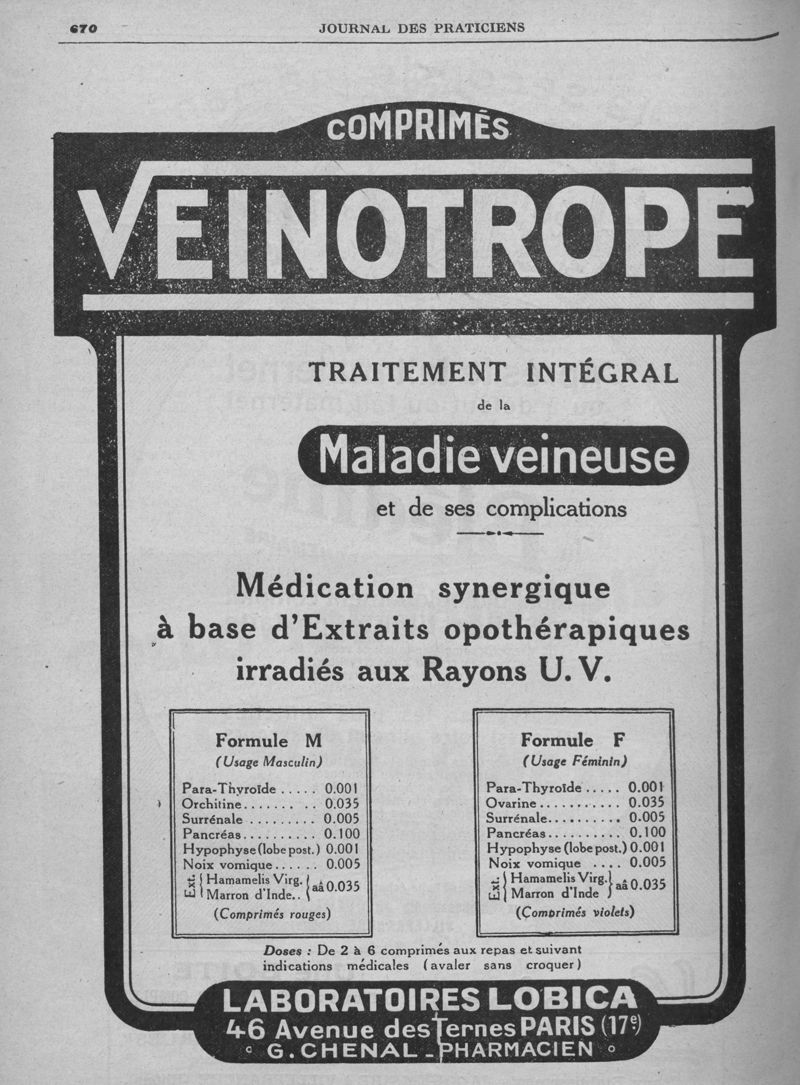 670
JOURNAL DES PRATICIENS
COMPRIMÉS
VEINOTROPE
TRAITEMENT INTÉGRAL
de la
Maladie veineuse
et de ses complications
Médication synergique
à base d'Extraits opothérapiques
irradiés aux Rayons U. V.
Formule M
(Usage Masculin)
Para-Thyroïde ..... 0.001
Orchitine....... .. 0.035
Surrénale ......... 0.005
Pancréas.......... 0.100
Hypophyse (lobe post.) 0.001
Noix vomique...... 0.005
Ext. { Hamamelis Virg. / Marron d'Inde.. } aâ 0.035
(Comprimés rouges)
Formule F
(Usage Féminin)
Para-Thyroïde ..... 0.001
Ovarine........... 0.035
Surrénale.......... 0.005
Pancréas.......... 0.100
Hypophyse (lobe post.) 0.001
Noix vomique .... 0.005
Ext. { Hamamelis Virg. / Marron d'Inde } aâ 0.035
(Comprimés violets)
Doses : De 2 à 6 comprimés aux repas et suivant
indications médicales (avaler sans croquer)
LABORATOIRES LOBICA
46 Avenue des Ternes PARIS (17e)
G. CHENAL - PHARMACIEN